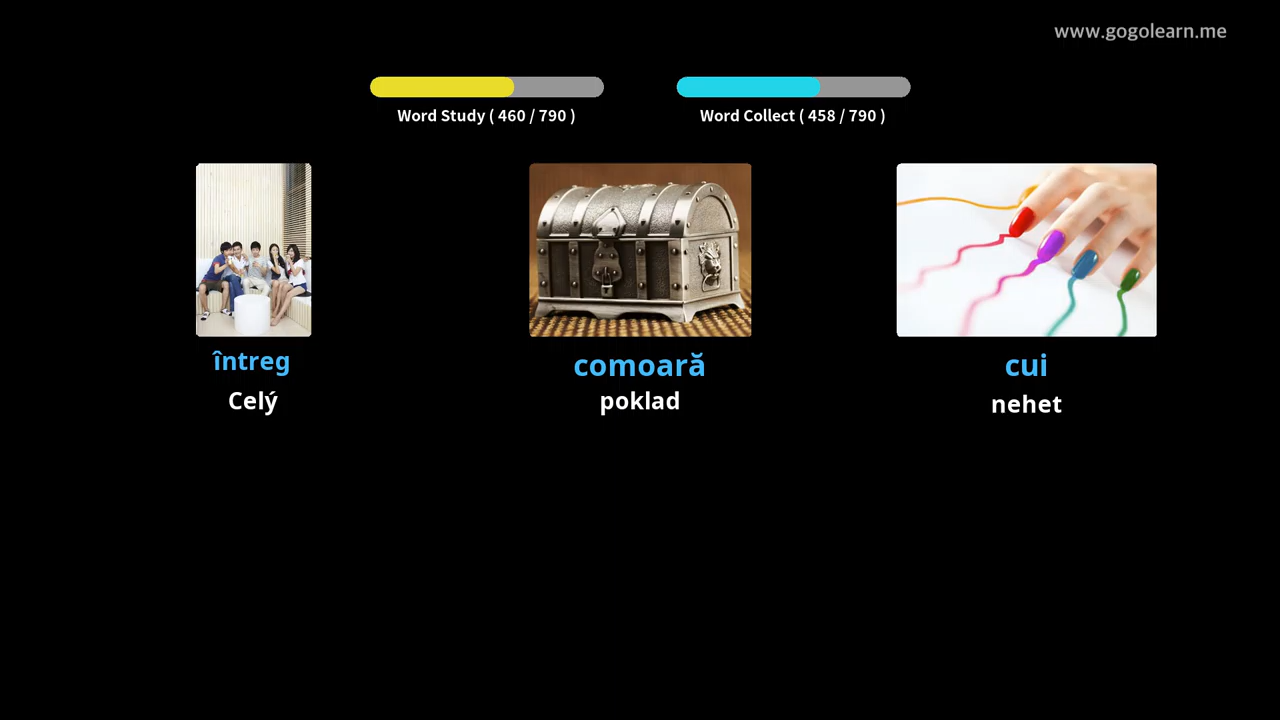 www.gogolearn.me
Word Study ( 460 / 790 )
Word Collect ( 458 / 790 )
întreg
Celý
comoară
poklad
cui
nehet